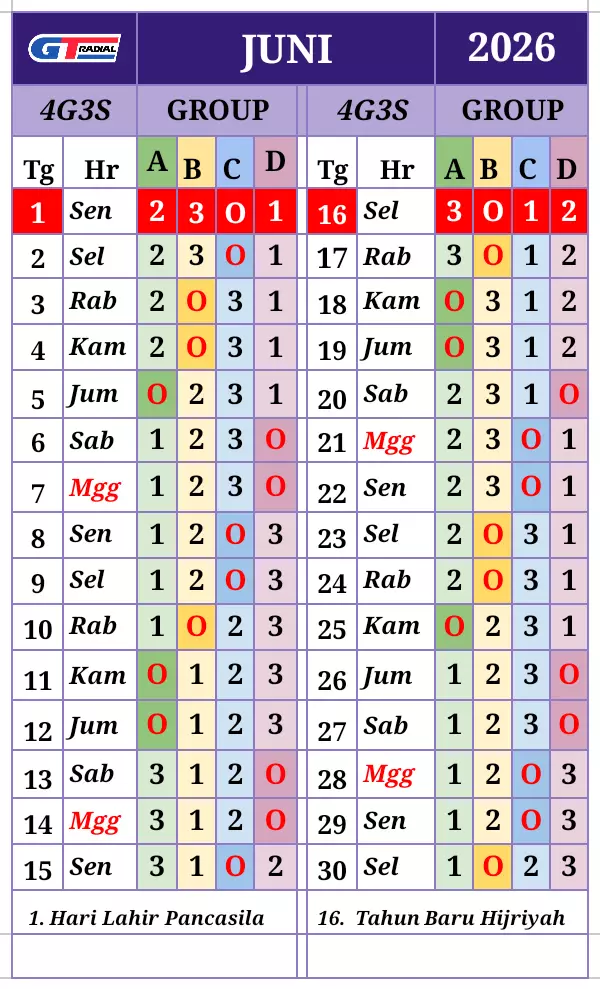 GT RADIAL JUNI 2026
4G3S GROUP 4G3S GROUP
Tg Hr A B C D Tg Hr A B C D
1 Sen 2 3 O 1 16 Sel 3 O 1 2
2 Sel 2 3 O 1 17 Rab 3 O 1 2
3 Rab 2 O 3 1 18 Kam O 3 1 2
4 Kam 2 O 3 1 19 Jum O 3 1 2
5 Jum O 2 3 1 20 Sab 2 3 1 O
6 Sab 1 2 3 O 21 Mgg 2 3 O 1
7 Mgg 1 2 3 O 22 Sen 2 3 O 1
8 Sen 1 2 O 3 23 Sel 2 O 3 1
9 Sel 1 2 O 3 24 Rab 2 O 3 1
10 Rab 1 O 2 3 25 Kam O 2 3 1
11 Kam O 1 2 3 26 Jum 1 2 3 O
12 Jum O 1 2 3 27 Sab 1 2 3 O
13 Sab 3 1 2 O 28 Mgg 1 2 O 3
14 Mgg 3 1 2 O 29 Sen 1 2 O 3
15 Sen 3 1 O 2 30 Sel 1 O 2 3
1. Hari Lahir Pancasila 16. Tahun Baru Hijriyah